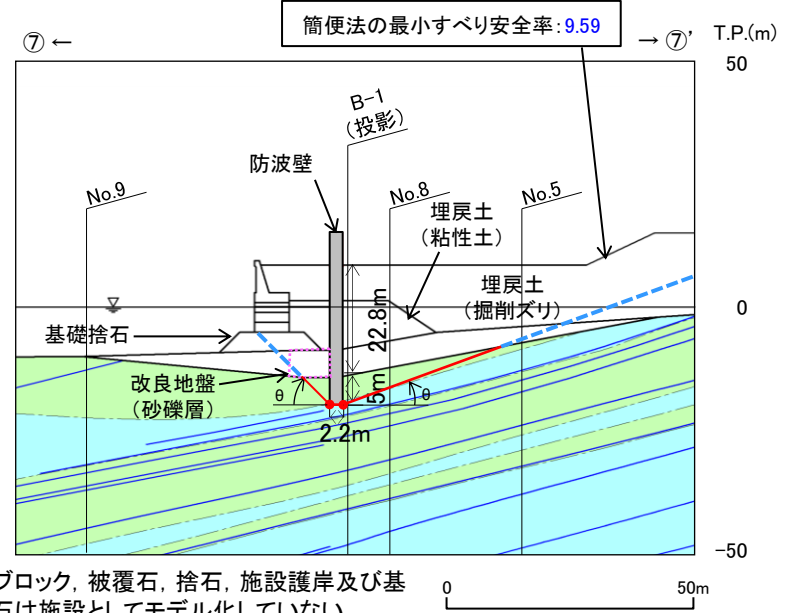 簡便法の最小すべり安全率：9.59
⑦ ←
→ ⑦’
T.P.(m)
50
B-1
（投影）
防波壁
No.9
No.8
No.5
埋戻土
（粘性土）
埋戻土
（掘削ズリ）
0
22.8m
基礎捨石
改良地盤
（砂礫層）
θ
5m
θ
2.2m
-50
ブロック，被覆石，捨石，施設護岸及び基
石は施設としてモデル化していない
0
50m